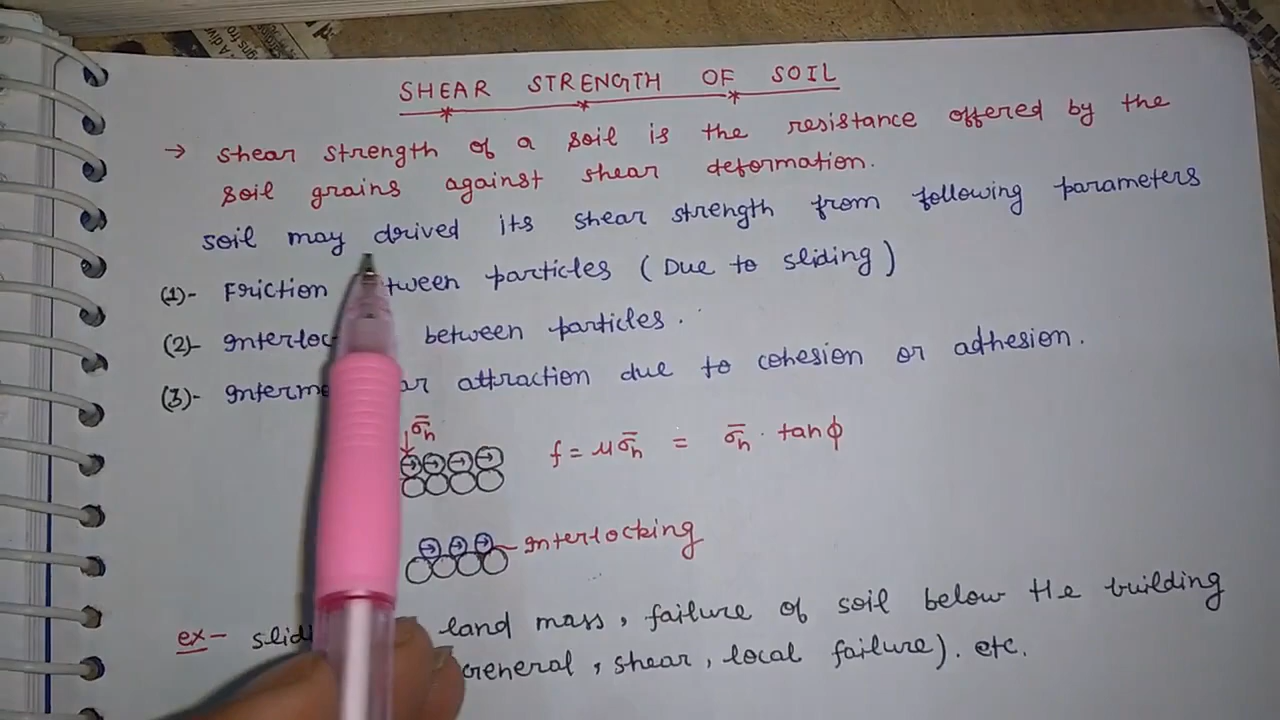 SHEAR STRENGTH OF SOIL
→ shear strength of a soil is the resistance offered by the
soil grains against shear deformation.
soil may drived its shear strength from following parameters
(1)- Friction tween particles (Due to sliding)
(2)- between particles.
(3)- attraction due to cohesion or adhesion.
σ̄n
f = μσ̄n = σ̄n · tanϕ
Interlocking
ex- land mass, failure of soil below the building
General, shear, local failure). etc.